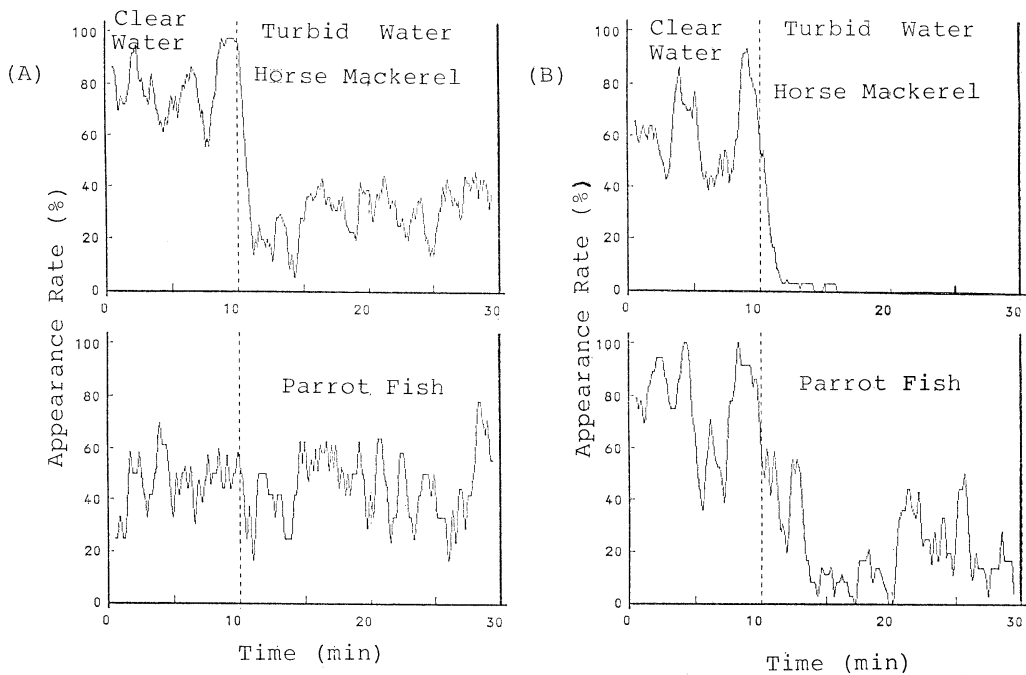 (A)
Clear
Water
Turbid Water
Horse Mackerel
100
80
60
40
20
0
0
10
20
30
Parrot Fish
100
80
60
40
20
0
0
10
20
30
Appearance Rate (%)
Time (min)
(B)
Clear
Water
Turbid Water
Horse Mackerel
100
80
60
40
20
0
0
10
20
30
Parrot Fish
100
80
60
40
20
0
0
10
20
30
Appearance Rate (%)
Time (min)